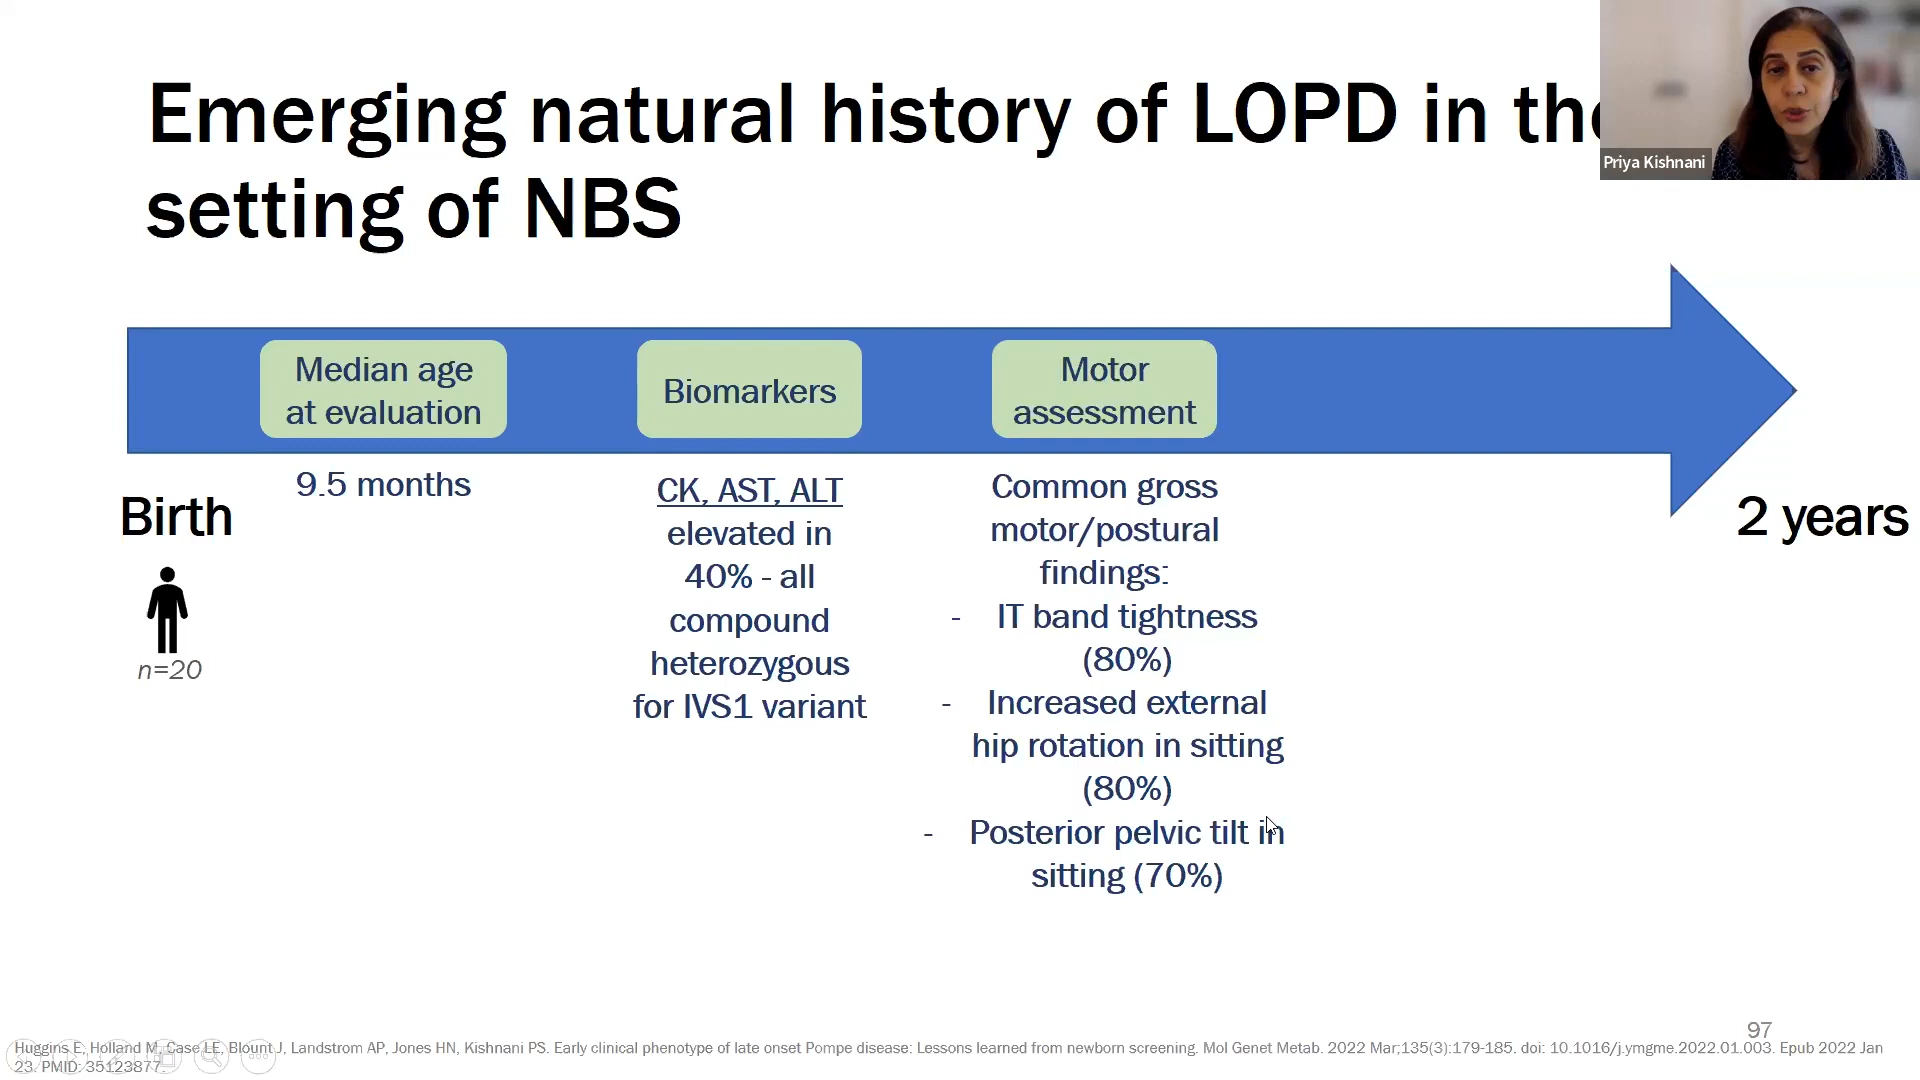 Emerging natural history of LOPD in the
setting of NBS
Priya Kishnani
Median age
at evaluation
Biomarkers
Motor
assessment
9.5 months
Birth
n=20
CK, AST, ALT
elevated in
40% - all
compound
heterozygous
for IVS1 variant
Common gross
motor/postural
findings:
- IT band tightness
(80%)
- Increased external
hip rotation in sitting
(80%)
- Posterior pelvic tilt in
sitting (70%)
2 years
97
Huggins E, Holland M, Case LE, Blount J, Landstrom AP, Jones HN, Kishnani PS. Early clinical phenotype of late onset Pompe disease: Lessons learned from newborn screening. Mol Genet Metab. 2022 Mar;135(3):179-185. doi: 10.1016/j.ymgme.2022.01.003. Epub 2022 Jan
23. PMID: 35123877.